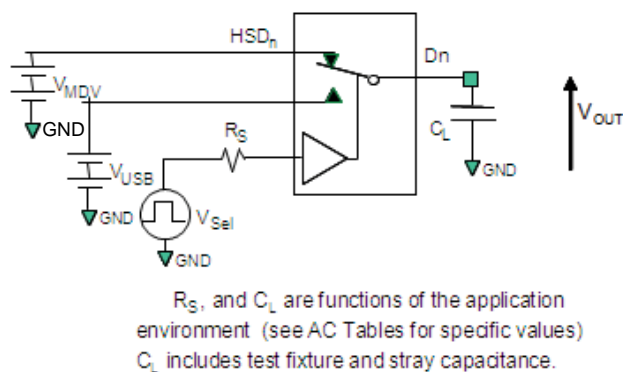 HSDn
Dn
VMDV
GND
RS
CL
VOUT
GND
VUSB
GND
VSel
GND
RS, and CL are functions of the application
environment (see AC Tables for specific values)
CL includes test fixture and stray capacitance.